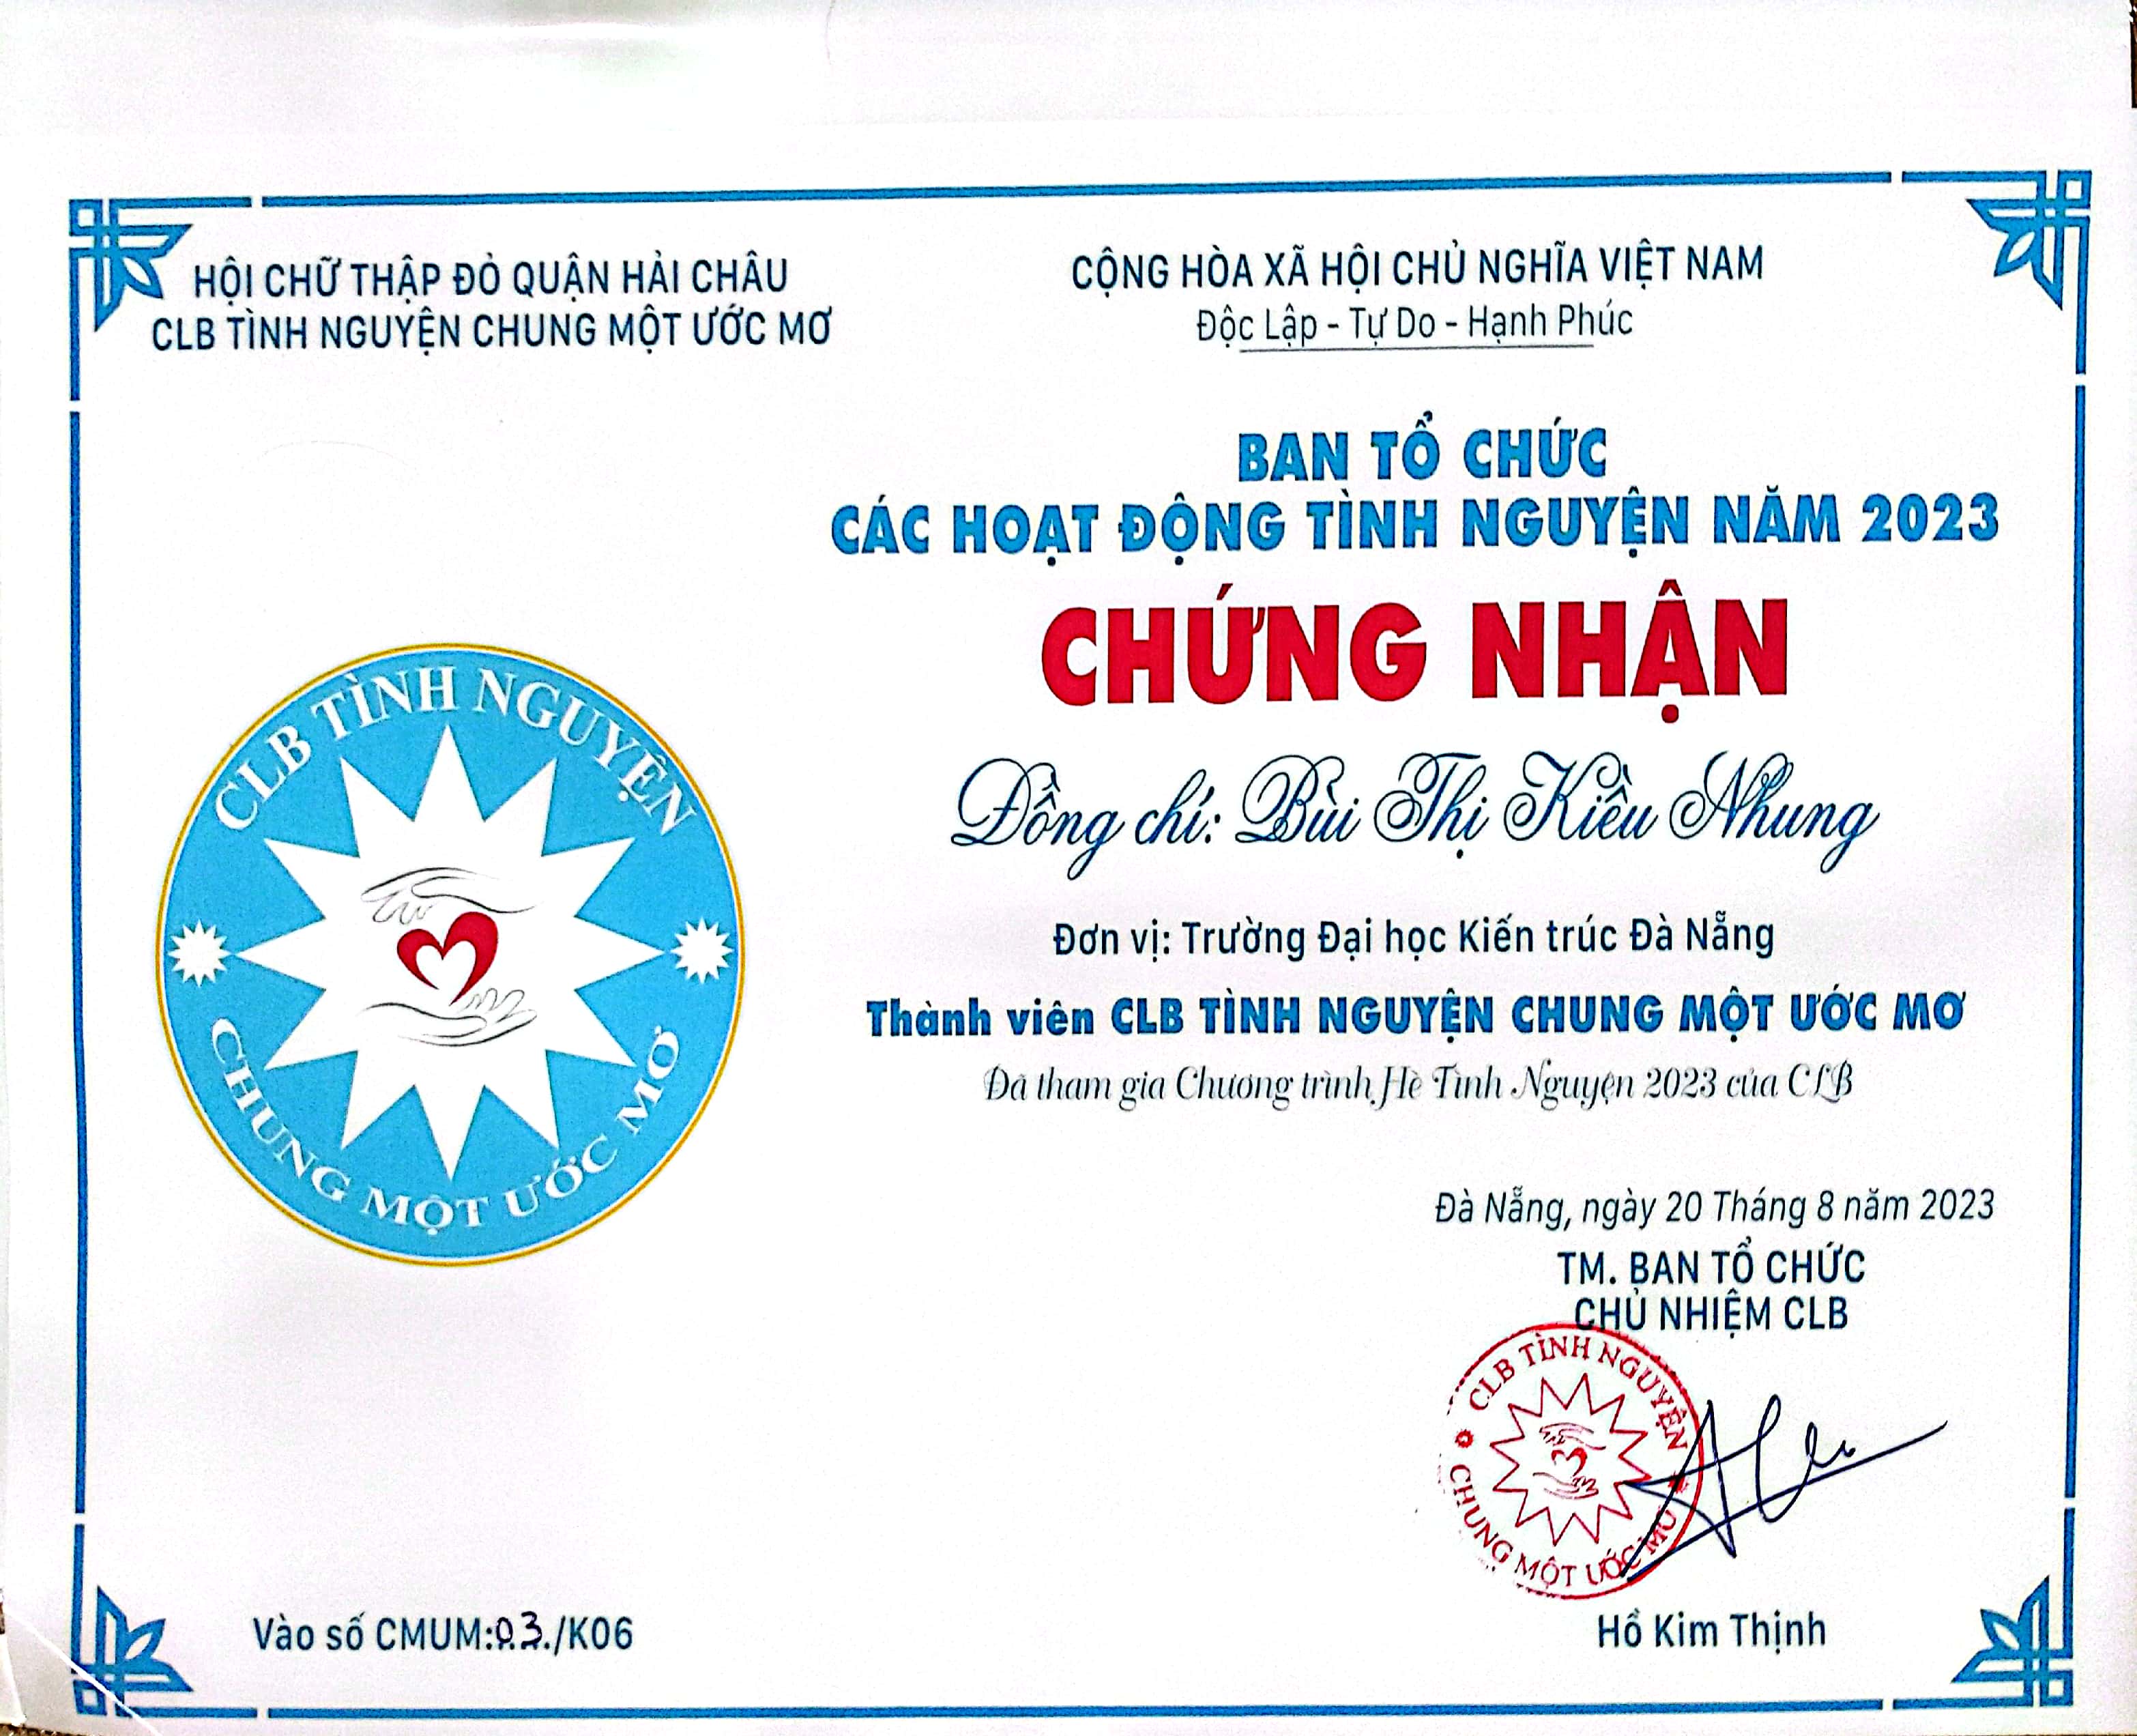 HỘI CHỮ THẬP ĐỎ QUẬN HẢI CHÂU
CLB TÌNH NGUYỆN CHUNG MỘT ƯỚC MƠ
CỘNG HÒA XÃ HỘI CHỦ NGHĨA VIỆT NAM
Độc Lập - Tự Do - Hạnh Phúc
BAN TỔ CHỨC
CÁC HOẠT ĐỘNG TÌNH NGUYỆN NĂM 2023
CHỨNG NHẬN
Đồng chí: Bùi Thị Kiều Nhung
Đơn vị: Trường Đại học Kiến trúc Đà Nẵng
Thành viên CLB TÌNH NGUYỆN CHUNG MỘT ƯỚC MƠ
Đã tham gia Chương trình Hè Tình Nguyện 2023 của CLB
CLB TÌNH NGUYỆN
CHUNG MỘT ƯỚC MƠ
Đà Nẵng, ngày 20 Tháng 8 năm 2023
TM. BAN TỔ CHỨC
CHỦ NHIỆM CLB
CLB TÌNH NGUYỆN
CHUNG MỘT ƯỚC MƠ
Hồ Kim Thịnh
Vào số CMUM:03./K06